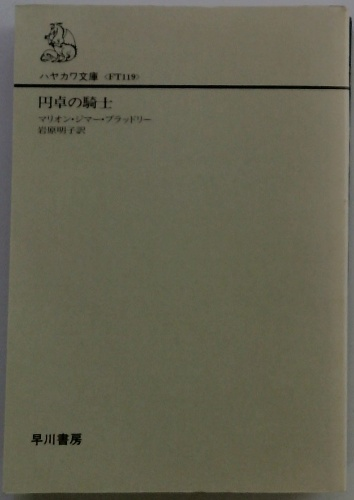 ハヤカワ文庫 〈FT119〉
円卓の騎士
マリオン・ジマー・ブラッドリー
岩原明子訳
早川書房